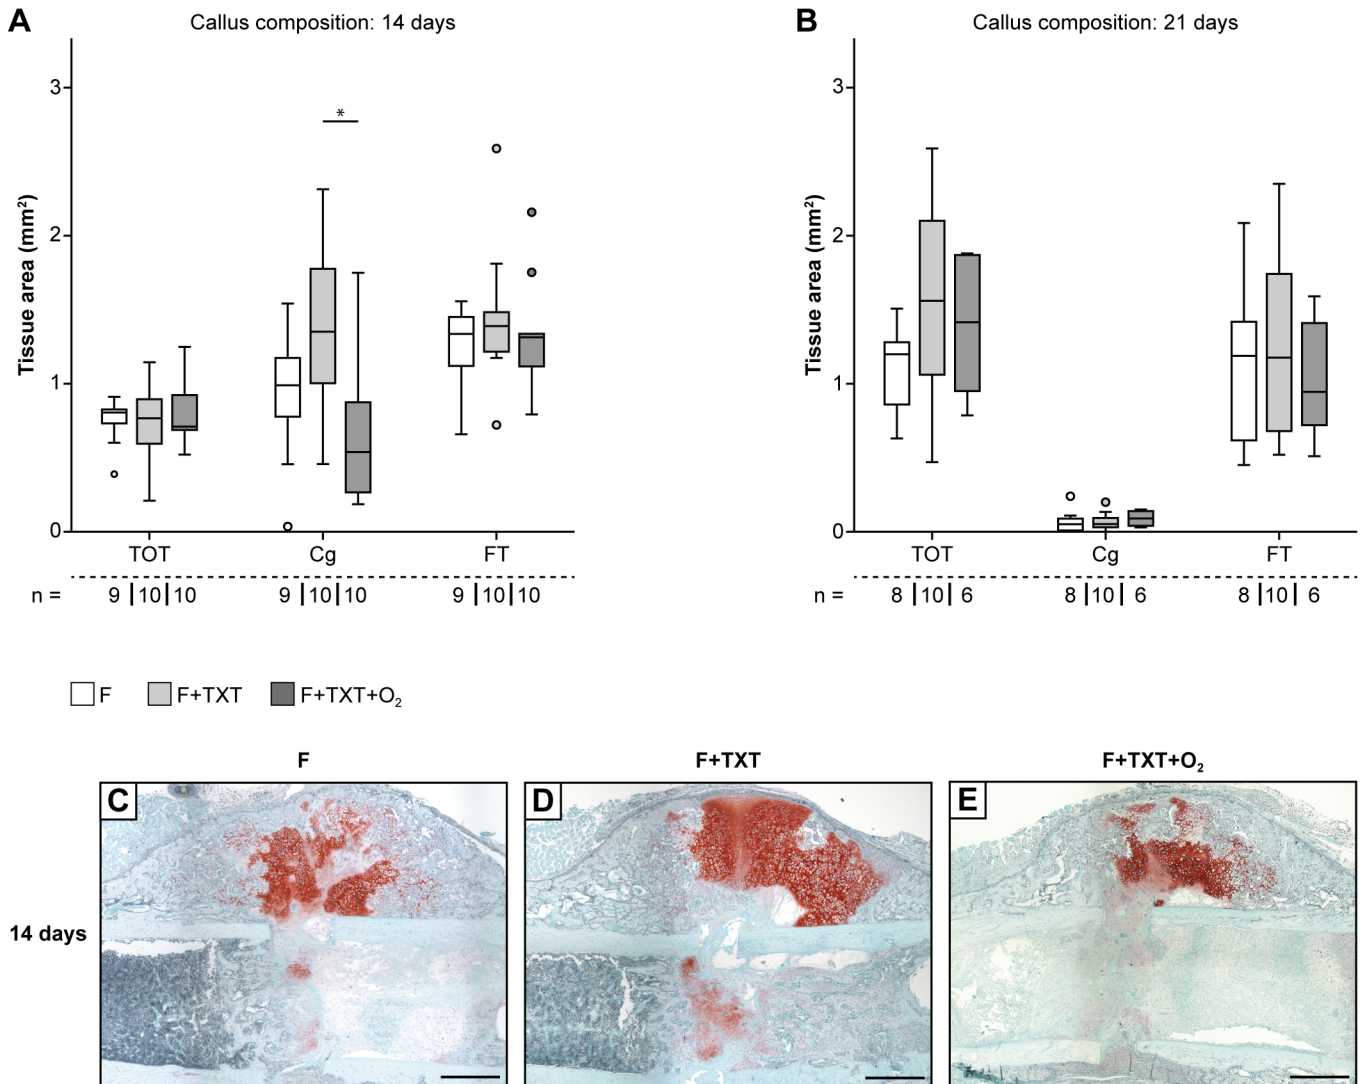 A
Callus composition: 14 days
Tissue area (mm²)
3
2
1
0
*
TOT
Cg
FT
n = 9 | 10 | 10 9 | 10 | 10 9 | 10 | 10
B
Callus composition: 21 days
Tissue area (mm²)
3
2
1
0
TOT
Cg
FT
8 | 10 | 6 8 | 10 | 6 8 | 10 | 6
n =
F
F+TXT
F+TXT+O₂
F
F+TXT
F+TXT+O₂
14 days
C
D
E